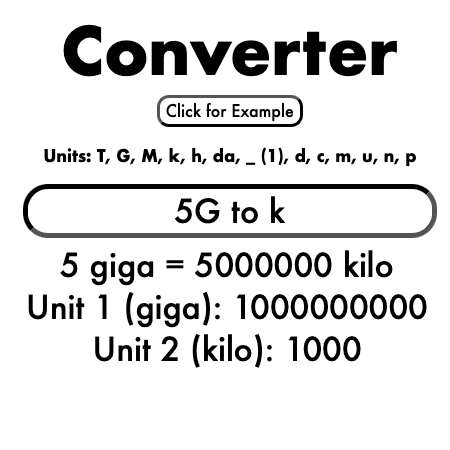 Converter
Click for Example
Units: T, G, M, k, h, da, _ (1), d, c, m, u, n, p
5G to k
5 giga = 5000000 kilo
Unit 1 (giga): 1000000000
Unit 2 (kilo): 1000